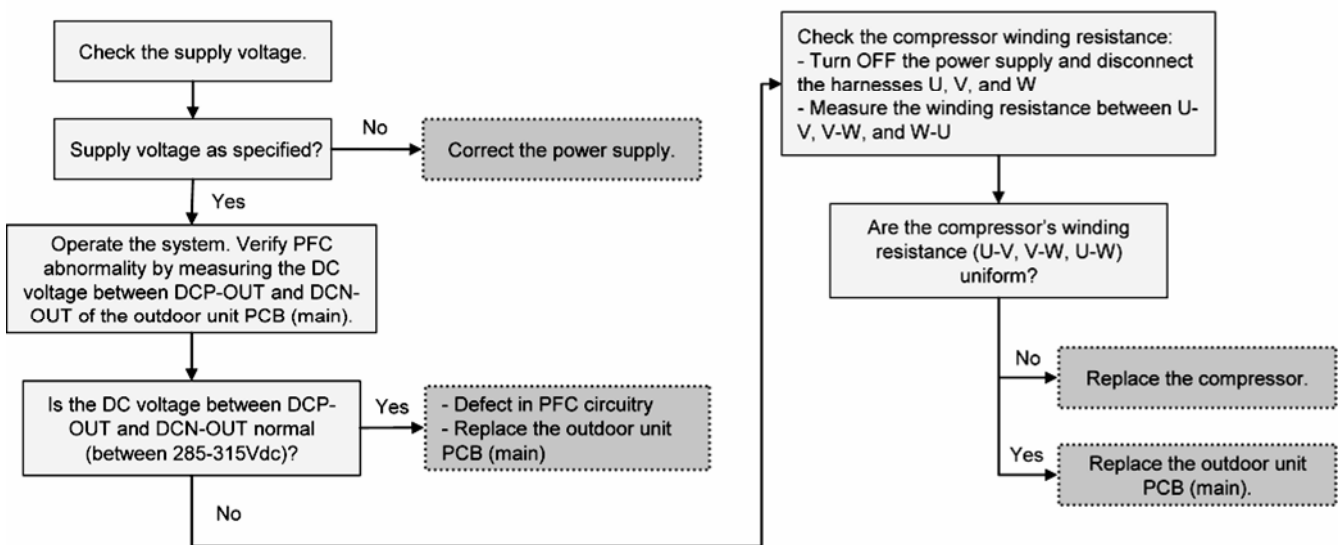 Check the supply voltage.
Supply voltage as specified?
No
Correct the power supply.
Yes
Operate the system. Verify PFC
abnormality by measuring the DC
voltage between DCP-OUT and DCN-
OUT of the outdoor unit PCB (main).
Is the DC voltage between DCP-
OUT and DCN-OUT normal
(between 285-315Vdc)?
Yes
- Defect in PFC circuitry
- Replace the outdoor unit
PCB (main)
No
Check the compressor winding resistance:
- Turn OFF the power supply and disconnect
the harnesses U, V, and W
- Measure the winding resistance between U-
V, V-W, and W-U
Are the compressor's winding
resistance (U-V, V-W, U-W)
uniform?
No
Replace the compressor.
Yes
Replace the outdoor unit
PCB (main).